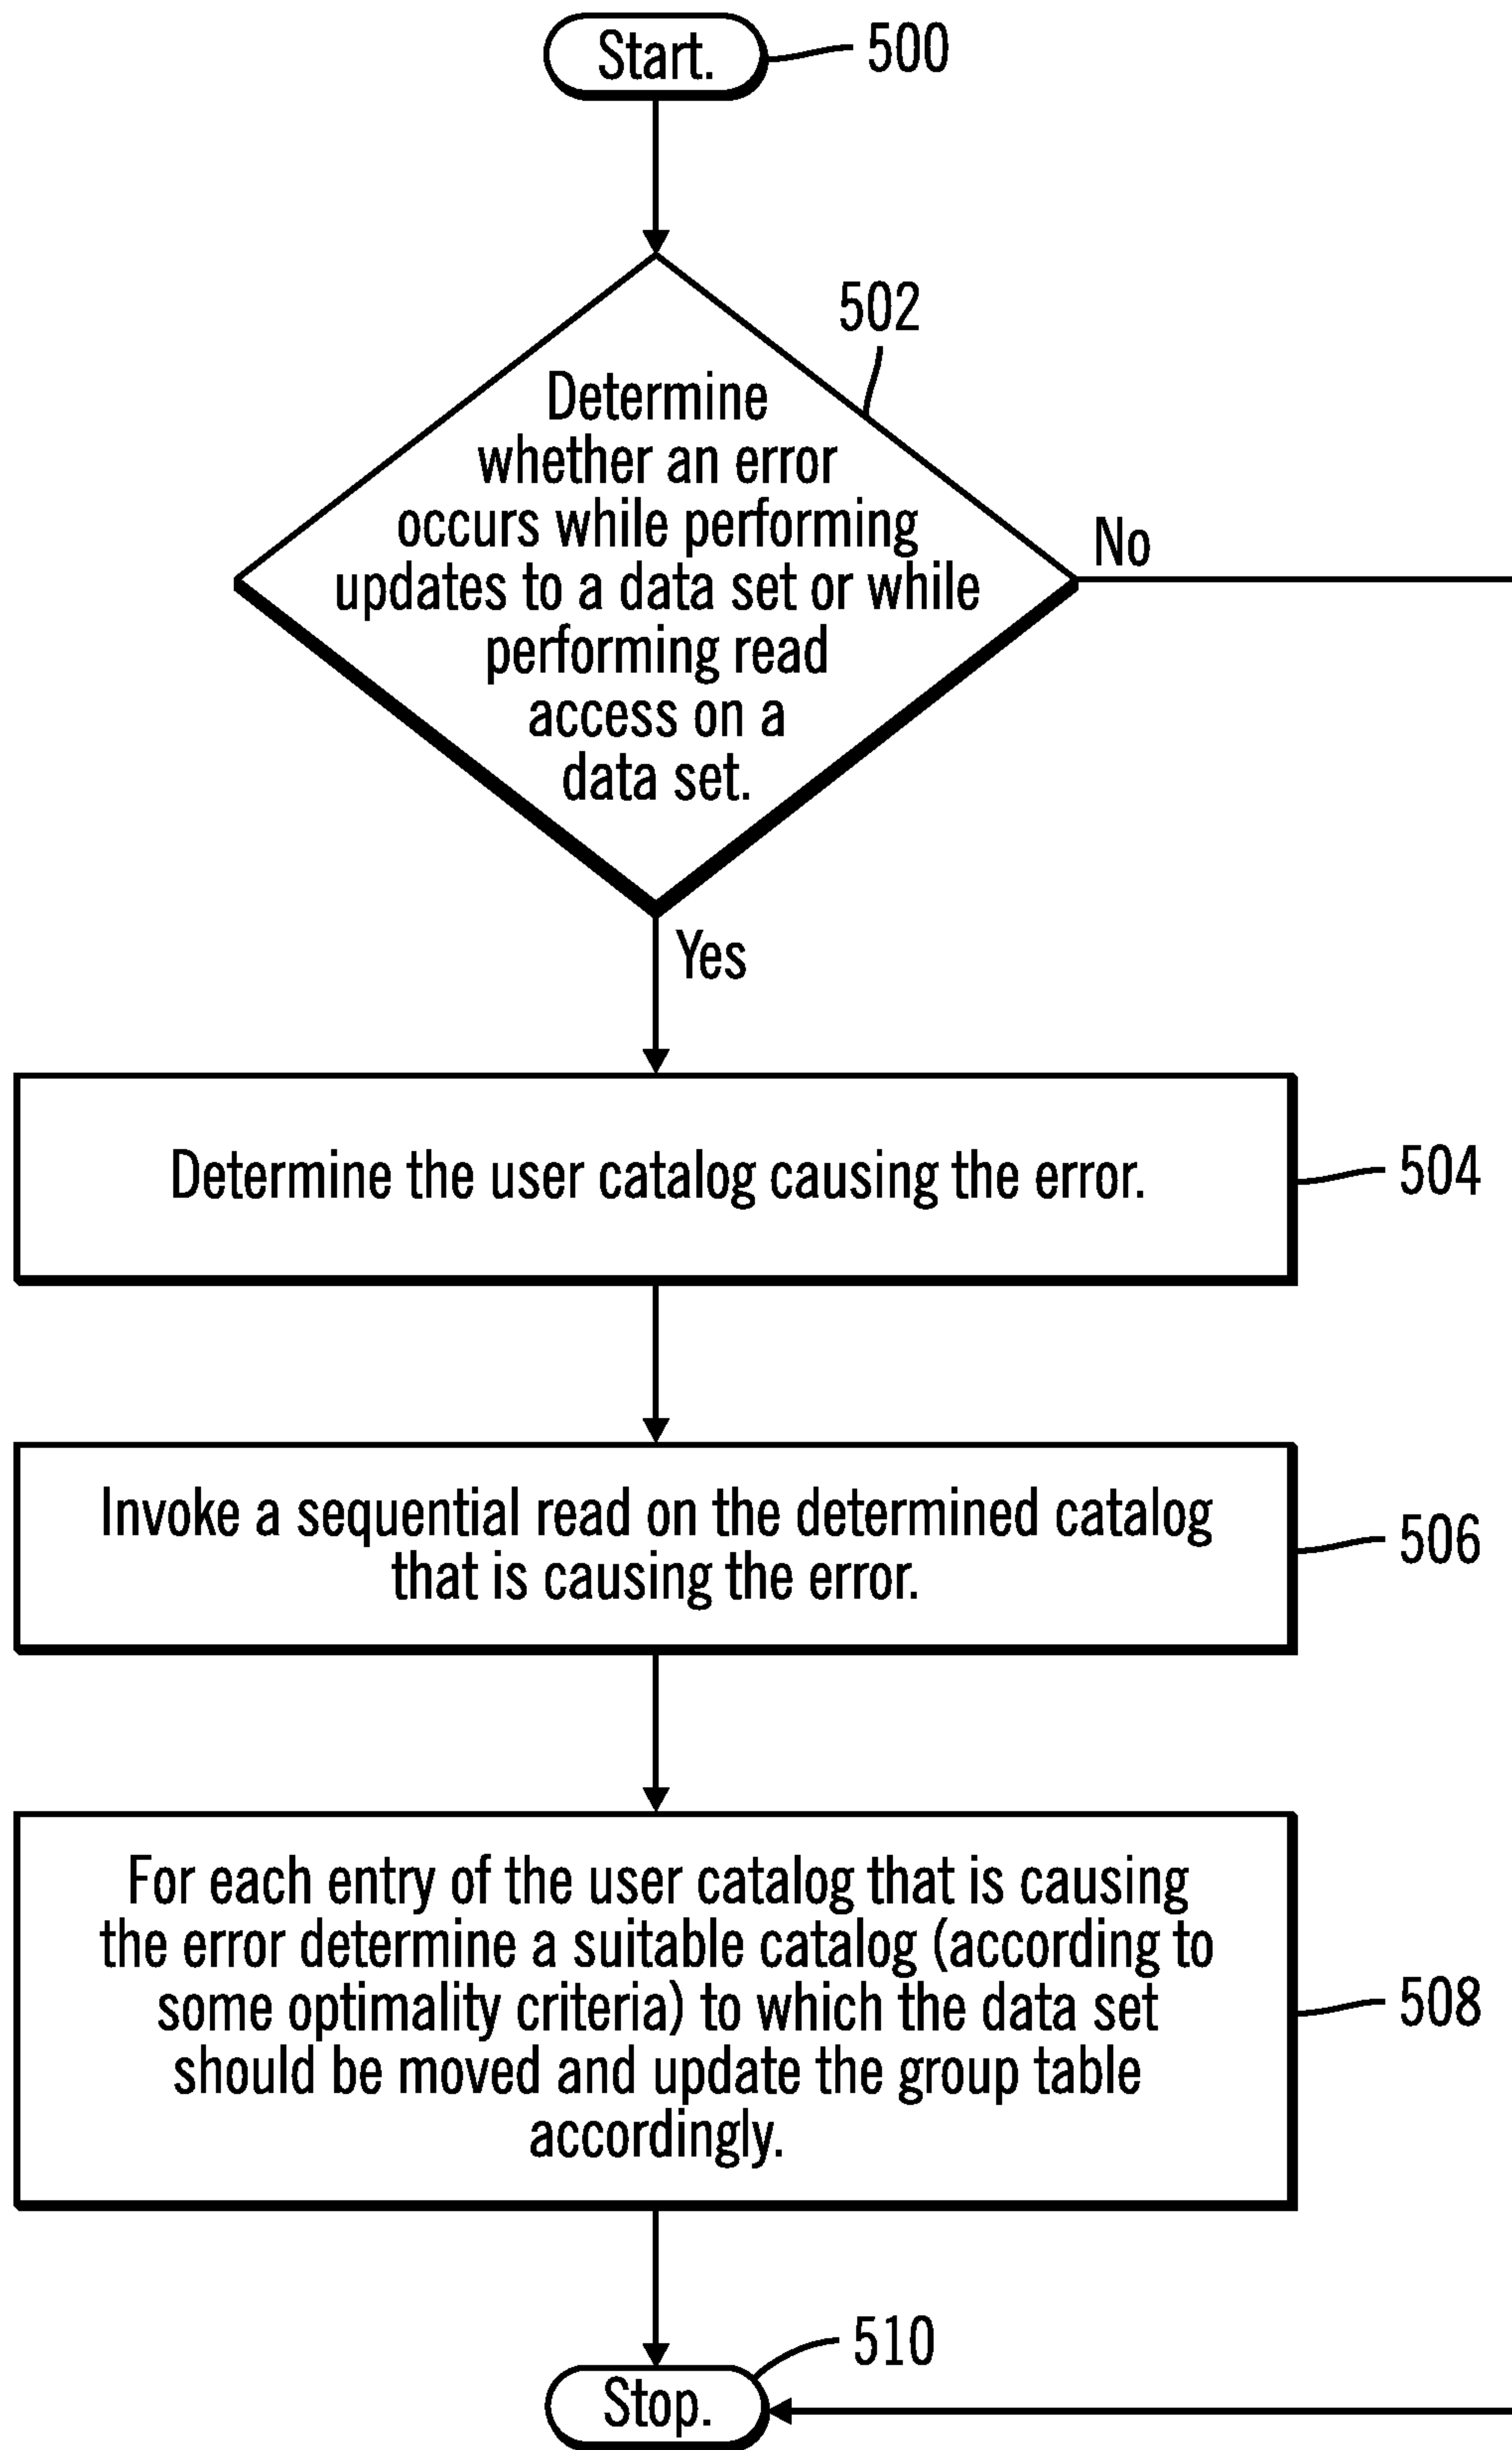 Start.
500
502
Determine
whether an error
occurs while performing
updates to a data set or while
performing read
access on a
data set.
No
Yes
Determine the user catalog causing the error.
504
Invoke a sequential read on the determined catalog
that is causing the error.
506
For each entry of the user catalog that is causing
the error determine a suitable catalog (according to
some optimality criteria) to which the data set
should be moved and update the group table
accordingly.
508
510
Stop.